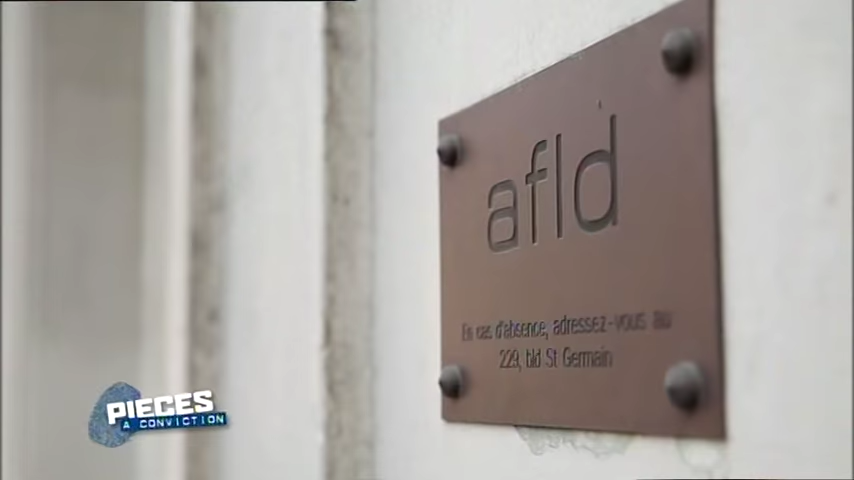 afld
En cas d'absence, adressez-vous au
229, bld St Germain
PIECES
A CONVICTION